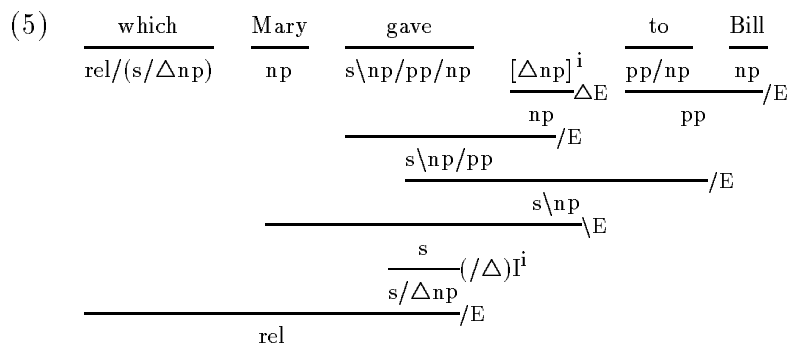 (5) which Mary gave to Bill
rel/(s/△np) np s\np/pp/np [△np]i pp/np np
△E /E
np pp
/E
s\np/pp
/E
s\np
\E
s
(/△)Ii
s/△np
/E
rel